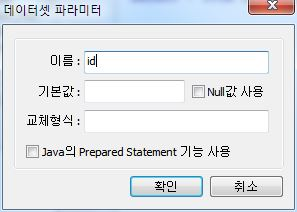 데이터셋 파라미터
이름 : id
기본값 : Null값 사용
교체형식 :
Java의 Prepared Statement 기능 사용
확인 취소